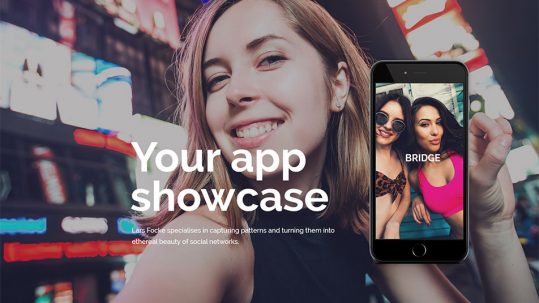 Your app
showcase
Lars Focke specialises in capturing patterns and turning them into
ethereal beauty of social networks.
BRIDGE